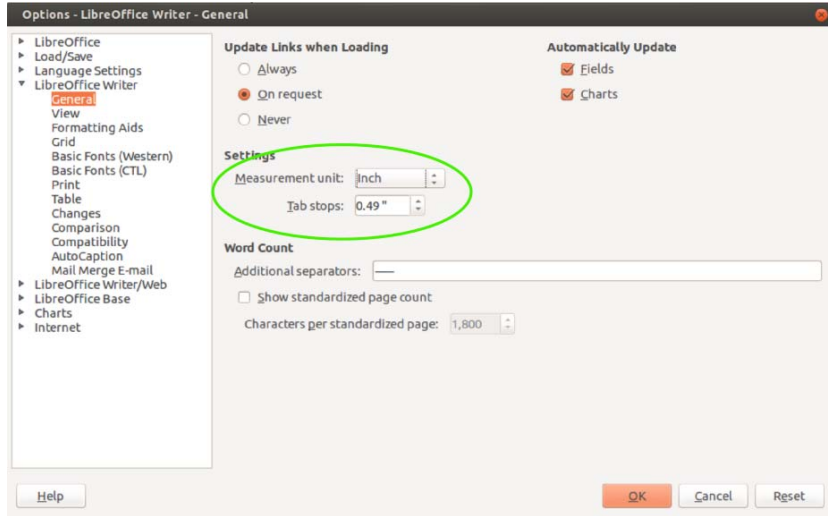 Options - LibreOffice Writer - General
LibreOffice
Load/Save
Language Settings
LibreOffice Writer
General
View
Formatting Aids
Grid
Basic Fonts (Western)
Basic Fonts (CTL)
Print
Table
Changes
Comparison
Compatibility
AutoCaption
Mail Merge E-mail
LibreOffice Writer/Web
LibreOffice Base
Charts
Internet
Update Links when Loading
Always
On request
Never
Automatically Update
Fields
Charts
Settings
Measurement unit: Inch
Tab stops: 0.49 "
Word Count
Additional separators: —
Show standardized page count
Characters per standardized page: 1,800
Help
OK
Cancel
Reset